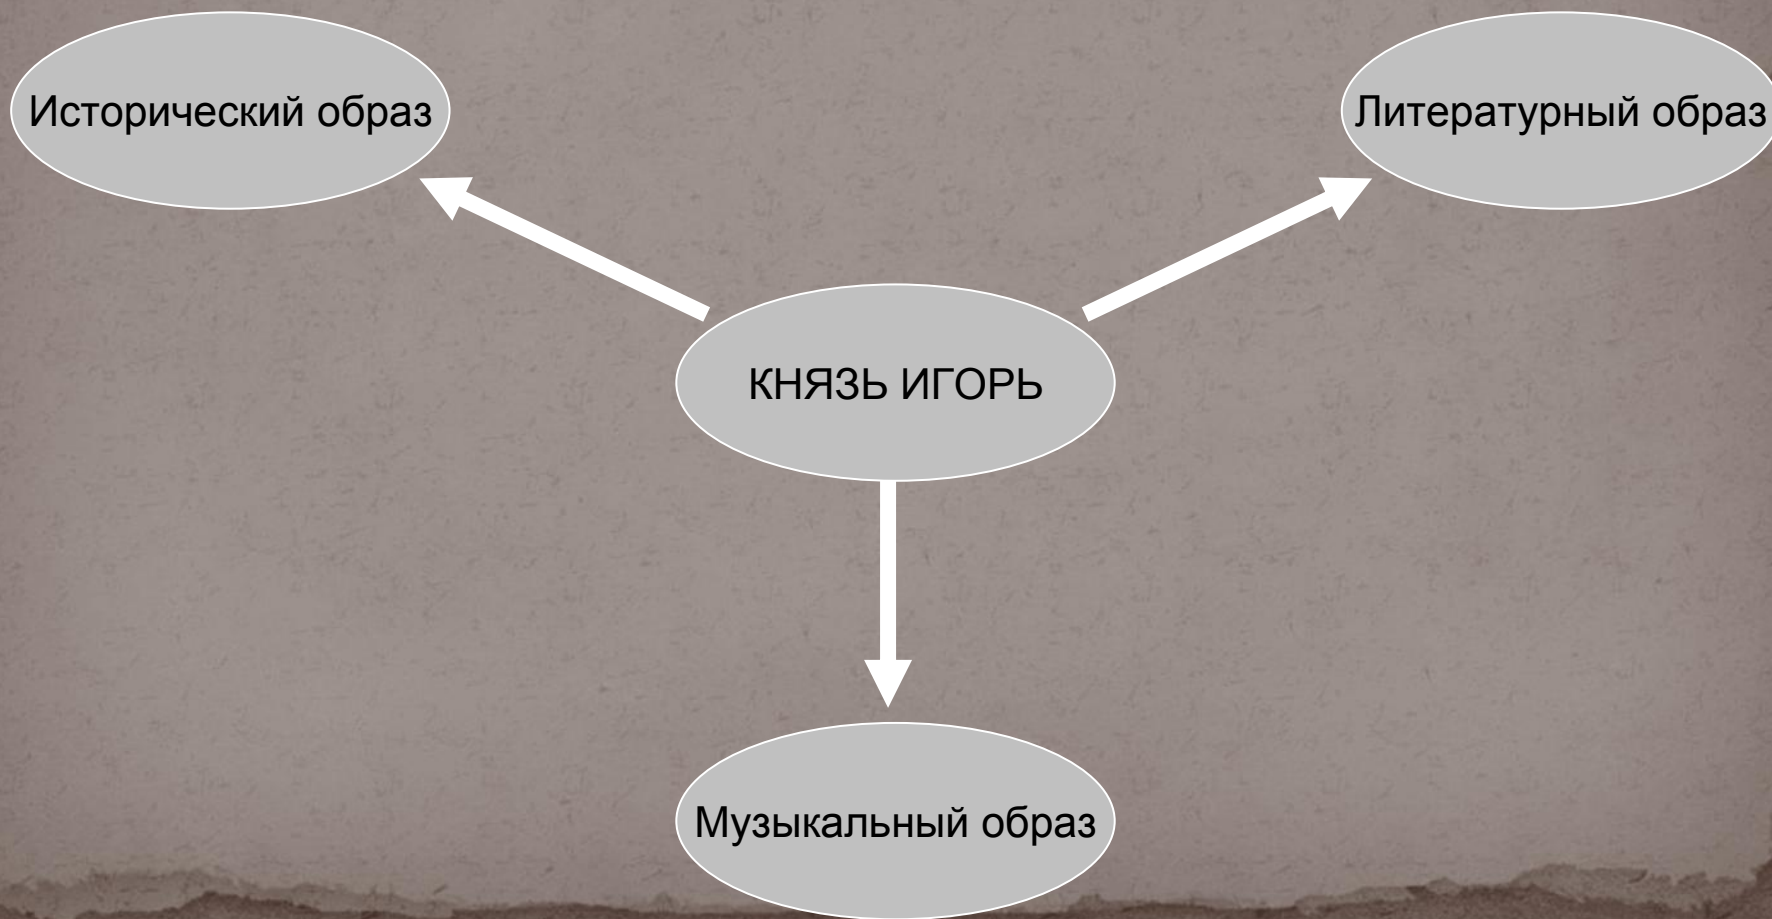 Исторический образ
Литературный образ
КНЯЗЬ ИГОРЬ
Музыкальный образ